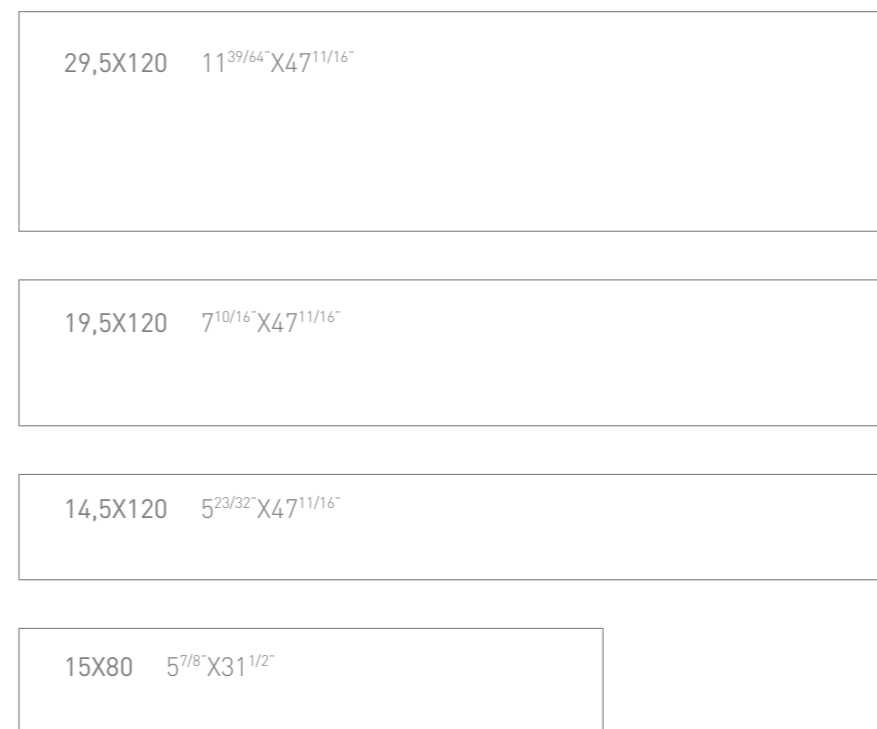 29,5X120 11 39/64"X47 11/16"
19,5X120 7 10/16"X47 11/16"
14,5X120 5 23/32"X47 11/16"
15X80 5 7/8"X31 1/2"